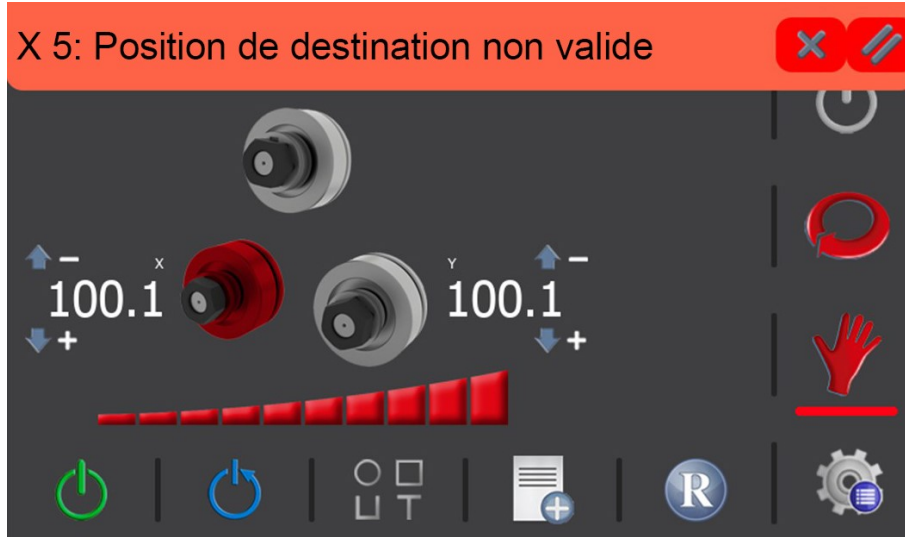 X 5: Position de destination non valide
X
Y
100.1
100.1
R